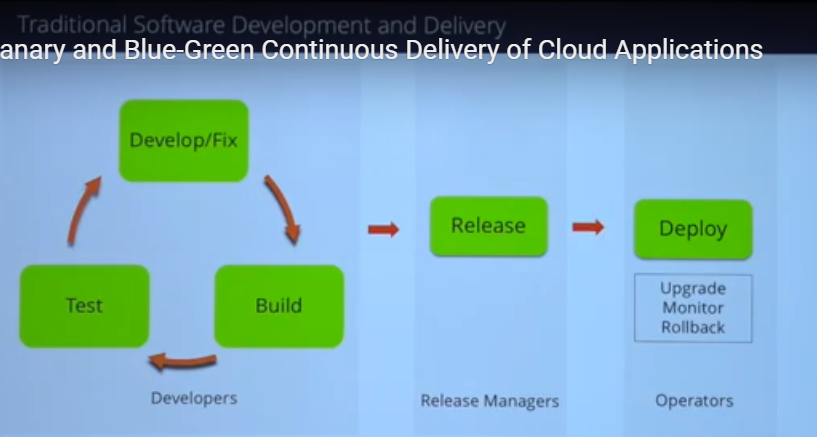 Traditional Software Development and Delivery
anary and Blue-Green Continuous Delivery of Cloud Applications
Develop/Fix
Release
Deploy
Test
Build
Upgrade
Monitor
Rollback
Developers
Release Managers
Operators